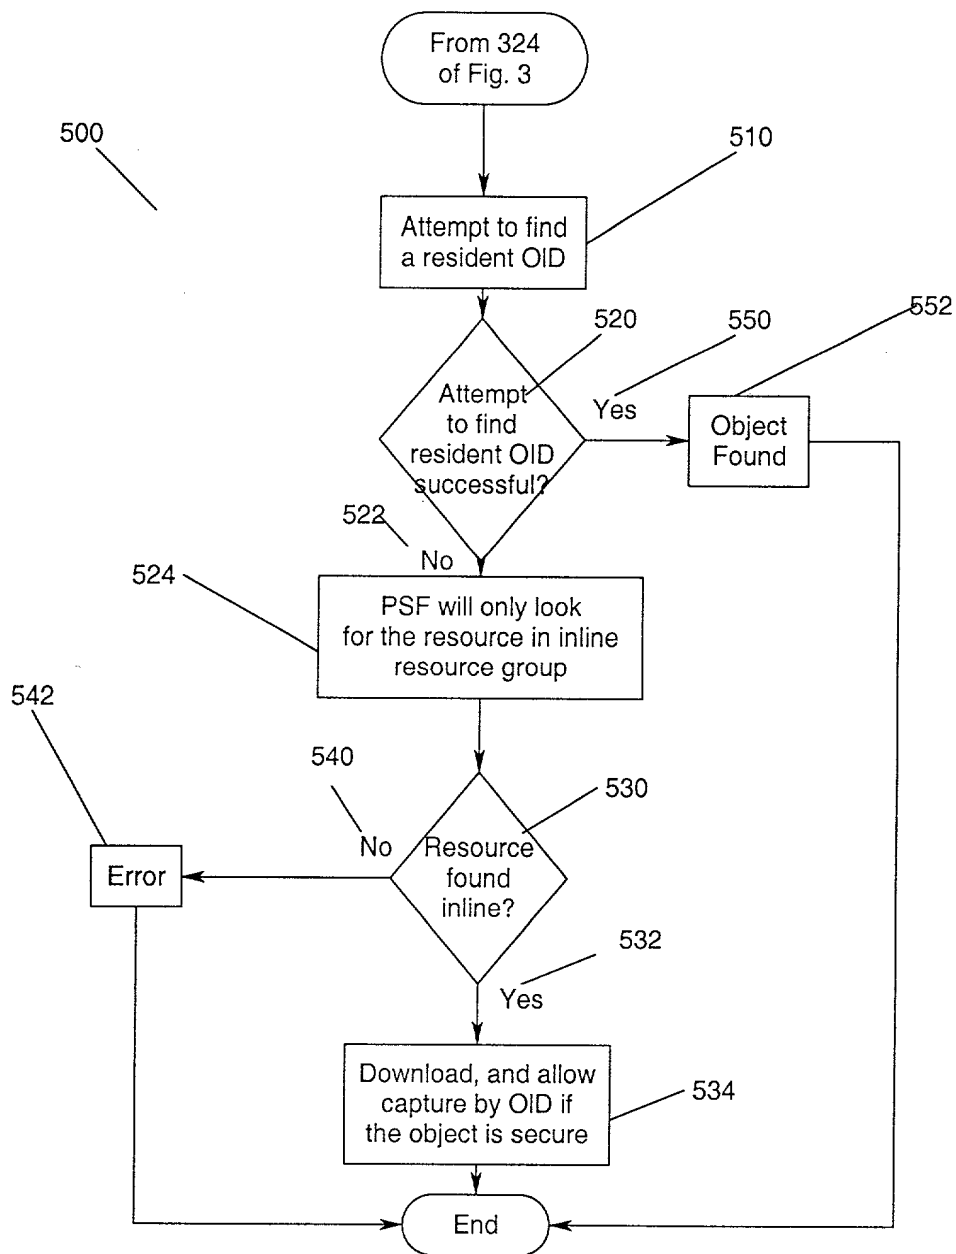 From 324
of Fig. 3
500
510
Attempt to find
a resident OID
520
550
552
Attempt
to find
resident OID
successful?
Yes
Object
Found
522
No
524
PSF will only look
for the resource in inline
resource group
542
540
530
No
Resource
found
inline?
Error
532
Yes
Download, and allow
capture by OID if
the object is secure
534
End